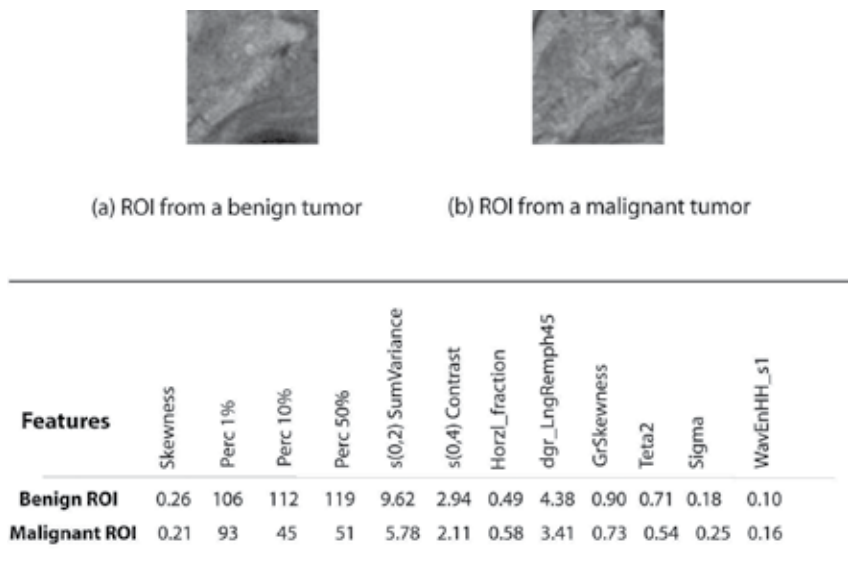 (a) ROI from a benign tumor
(b) ROI from a malignant tumor
Features
Skewness
Perc 1%
Perc 10%
Perc 50%
s(0,2) SumVariance
s(0,4) Contrast
Horzl_fraction
dgr_LngRemph45
GrSkewness
Teta2
Sigma
WavEnHH_s1
Benign ROI 0.26 106 112 119 9.62 2.94 0.49 4.38 0.90 0.71 0.18 0.10
Malignant ROI 0.21 93 45 51 5.78 2.11 0.58 3.41 0.73 0.54 0.25 0.16